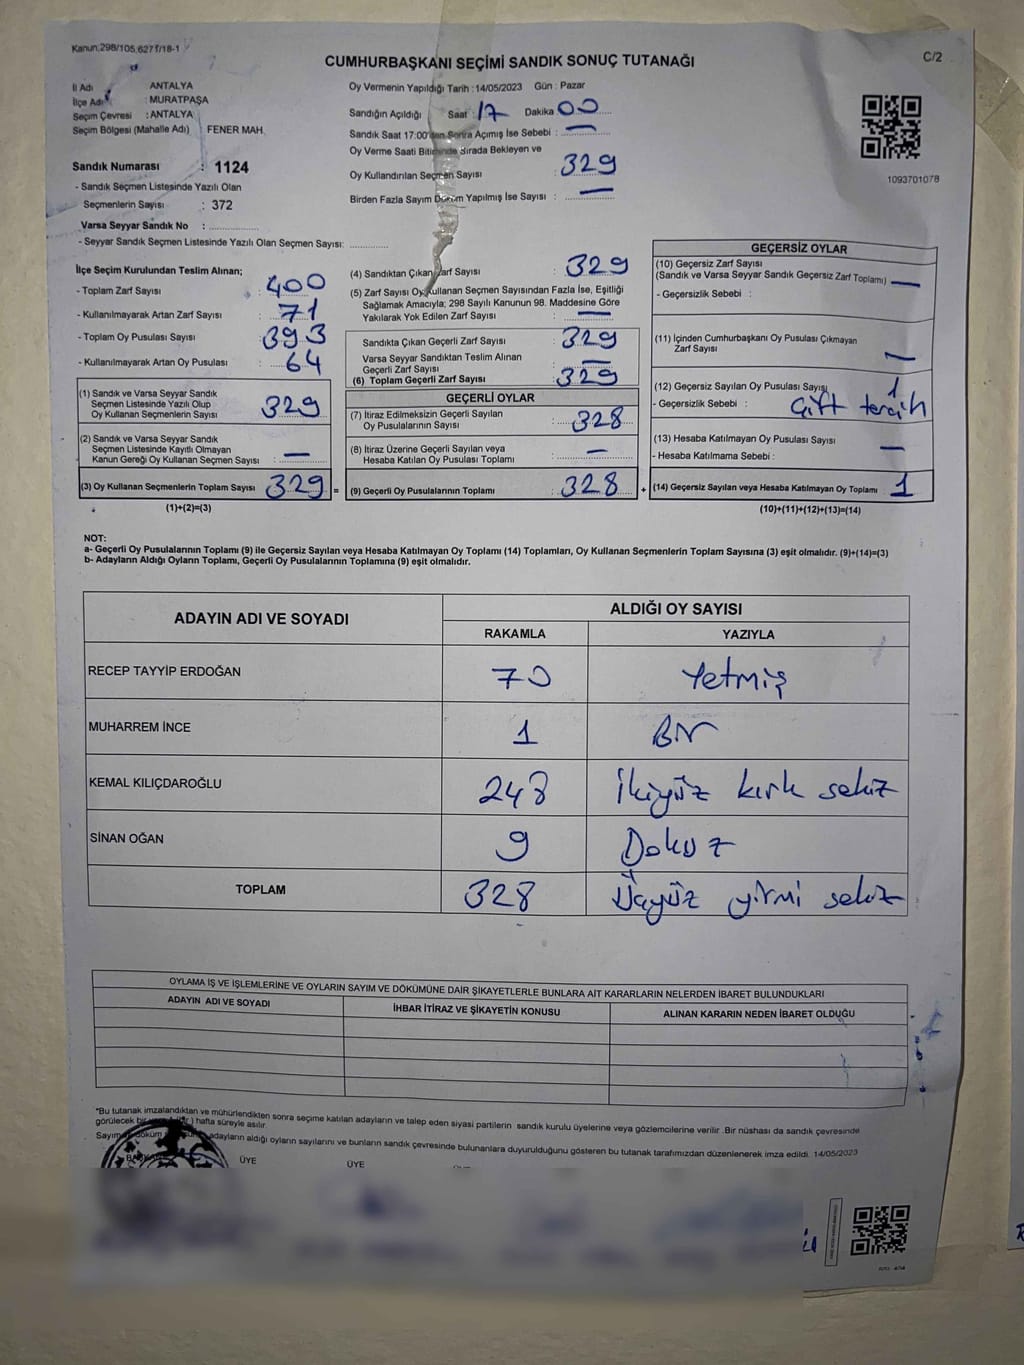 Kanun:298/105,6271/18-1
C/2
CUMHURBAŞKANI SEÇİMİ SANDIK SONUÇ TUTANAĞI
İl Adı : ANTALYA
İlçe Adı : MURATPAŞA
Seçim Çevresi : ANTALYA
Seçim Bölgesi (Mahalle Adı) FENER MAH.
Sandık Numarası : 1124
- Sandık Seçmen Listesinde Yazılı Olan
Seçmenlerin Sayısı : 372
Varsa Seyyar Sandık No :
- Seyyar Sandık Seçmen Listesinde Yazılı Olan Seçmen Sayısı:
Oy Vermenin Yapıldığı Tarih : 14/05/2023 Gün : Pazar
Sandığın Açıldığı Saat : 17 Dakika 00
Sandık Saat 17:00'den Sonra Açımış İse Sebebi : —
Oy Verme Saati Bitiminde Sırada Bekleyen ve
Oy Kullandırılan Seçmen Sayısı : 329
Birden Fazla Sayım Döküm Yapılmış İse Sayısı : —
1093701078
İlçe Seçim Kurulundan Teslim Alınan;
- Toplam Zarf Sayısı : 400
- Kullanılmayarak Artan Zarf Sayısı : 71
- Toplam Oy Pusulası Sayısı : 393
- Kullanılmayarak Artan Oy Pusulası : 64
(1) Sandık ve Varsa Seyyar Sandık
Seçmen Listesinde Yazılı Olup
Oy Kullanan Seçmenlerin Sayısı : 329
(2) Sandık ve Varsa Seyyar Sandık
Seçmen Listesinde Kayıtlı Olmayan
Kanun Gereği Oy Kullanan Seçmen Sayısı : —
(3) Oy Kullanan Seçmenlerin Toplam Sayısı 329 =
(1)+(2)=(3)
(4) Sandıktan Çıkan Zarf Sayısı : 329
(5) Zarf Sayısı Oy Kullanan Seçmen Sayısından Fazla İse, Eşitliği
Sağlamak Amacıyla; 298 Sayılı Kanunun 98. Maddesine Göre
Yakılarak Yok Edilen Zarf Sayısı : —
Sandıkta Çıkan Geçerli Zarf Sayısı : 329
Varsa Seyyar Sandıktan Teslim Alınan
Geçerli Zarf Sayısı : —
(6) Toplam Geçerli Zarf Sayısı : 329
GEÇERLİ OYLAR
(7) İtiraz Edilmeksizin Geçerli Sayılan
Oy Pusulalarının Sayısı : 328
(8) İtiraz Üzerine Geçerli Sayılan veya
Hesaba Katılan Oy Pusulası Toplamı : —
(9) Geçerli Oy Pusulalarının Toplamı : 328 +
GEÇERSİZ OYLAR
(10) Geçersiz Zarf Sayısı
(Sandık ve Varsa Seyyar Sandık Geçersiz Zarf Toplamı) —
- Geçersizlik Sebebi :
(11) İçinden Cumhurbaşkanı Oy Pusulası Çıkmayan
Zarf Sayısı —
(12) Geçersiz Sayılan Oy Pusulası Sayısı 1
- Geçersizlik Sebebi : Çift tercih
(13) Hesaba Katılmayan Oy Pusulası Sayısı —
- Hesaba Katılmama Sebebi :
(14) Geçersiz Sayılan veya Hesaba Katılmayan Oy Toplamı 1
(10)+(11)+(12)+(13)=(14)
NOT:
a- Geçerli Oy Pusulalarının Toplamı (9) ile Geçersiz Sayılan veya Hesaba Katılmayan Oy Toplamı (14) Toplamları, Oy Kullanan Seçmenlerin Toplam Sayısına (3) eşit olmalıdır. (9)+(14)=(3)
b- Adayların Aldığı Oyların Toplamı, Geçerli Oy Pusulalarının Toplamına (9) eşit olmalıdır.
ADAYIN ADI VE SOYADI ALDIĞI OY SAYISI
RAKAMLA YAZIYLA
RECEP TAYYİP ERDOĞAN 70 Yetmiş
MUHARREM İNCE 1 Bir
KEMAL KILIÇDAROĞLU 248 İkiyüz kırk sekiz
SİNAN OĞAN 9 Dokuz
TOPLAM 328 Üçyüz yirmi sekiz
OYLAMA İŞ VE İŞLEMLERİNE VE OYLARIN SAYIM VE DÖKÜMÜNE DAİR ŞİKAYETLERLE BUNLARA AİT KARARLARIN NELERDEN İBARET BULUNDUKLARI
ADAYIN ADI VE SOYADI İHBAR İTİRAZ VE ŞİKAYETİN KONUSU ALINAN KARARIN NEDEN İBARET OLDUĞU
*Bu tutanak imzalandıktan ve mühürlendikten sonra seçime katılan adayların ve talep eden siyasi partilerin sandık kurulu üyelerine veya gözlemcilerine verilir .Bir nüshası da sandık çevresinde
görülecek bir ) hafta süreyle asılır.
Sayım döküm adayların aldığı oyların sayılarını ve bunların sandık çevresinde bulunanlara duyurulduğunu gösteren bu tutanak tarafımızdan düzenlenerek imza edildi. 14/05/2023
ÜYE ÜYE